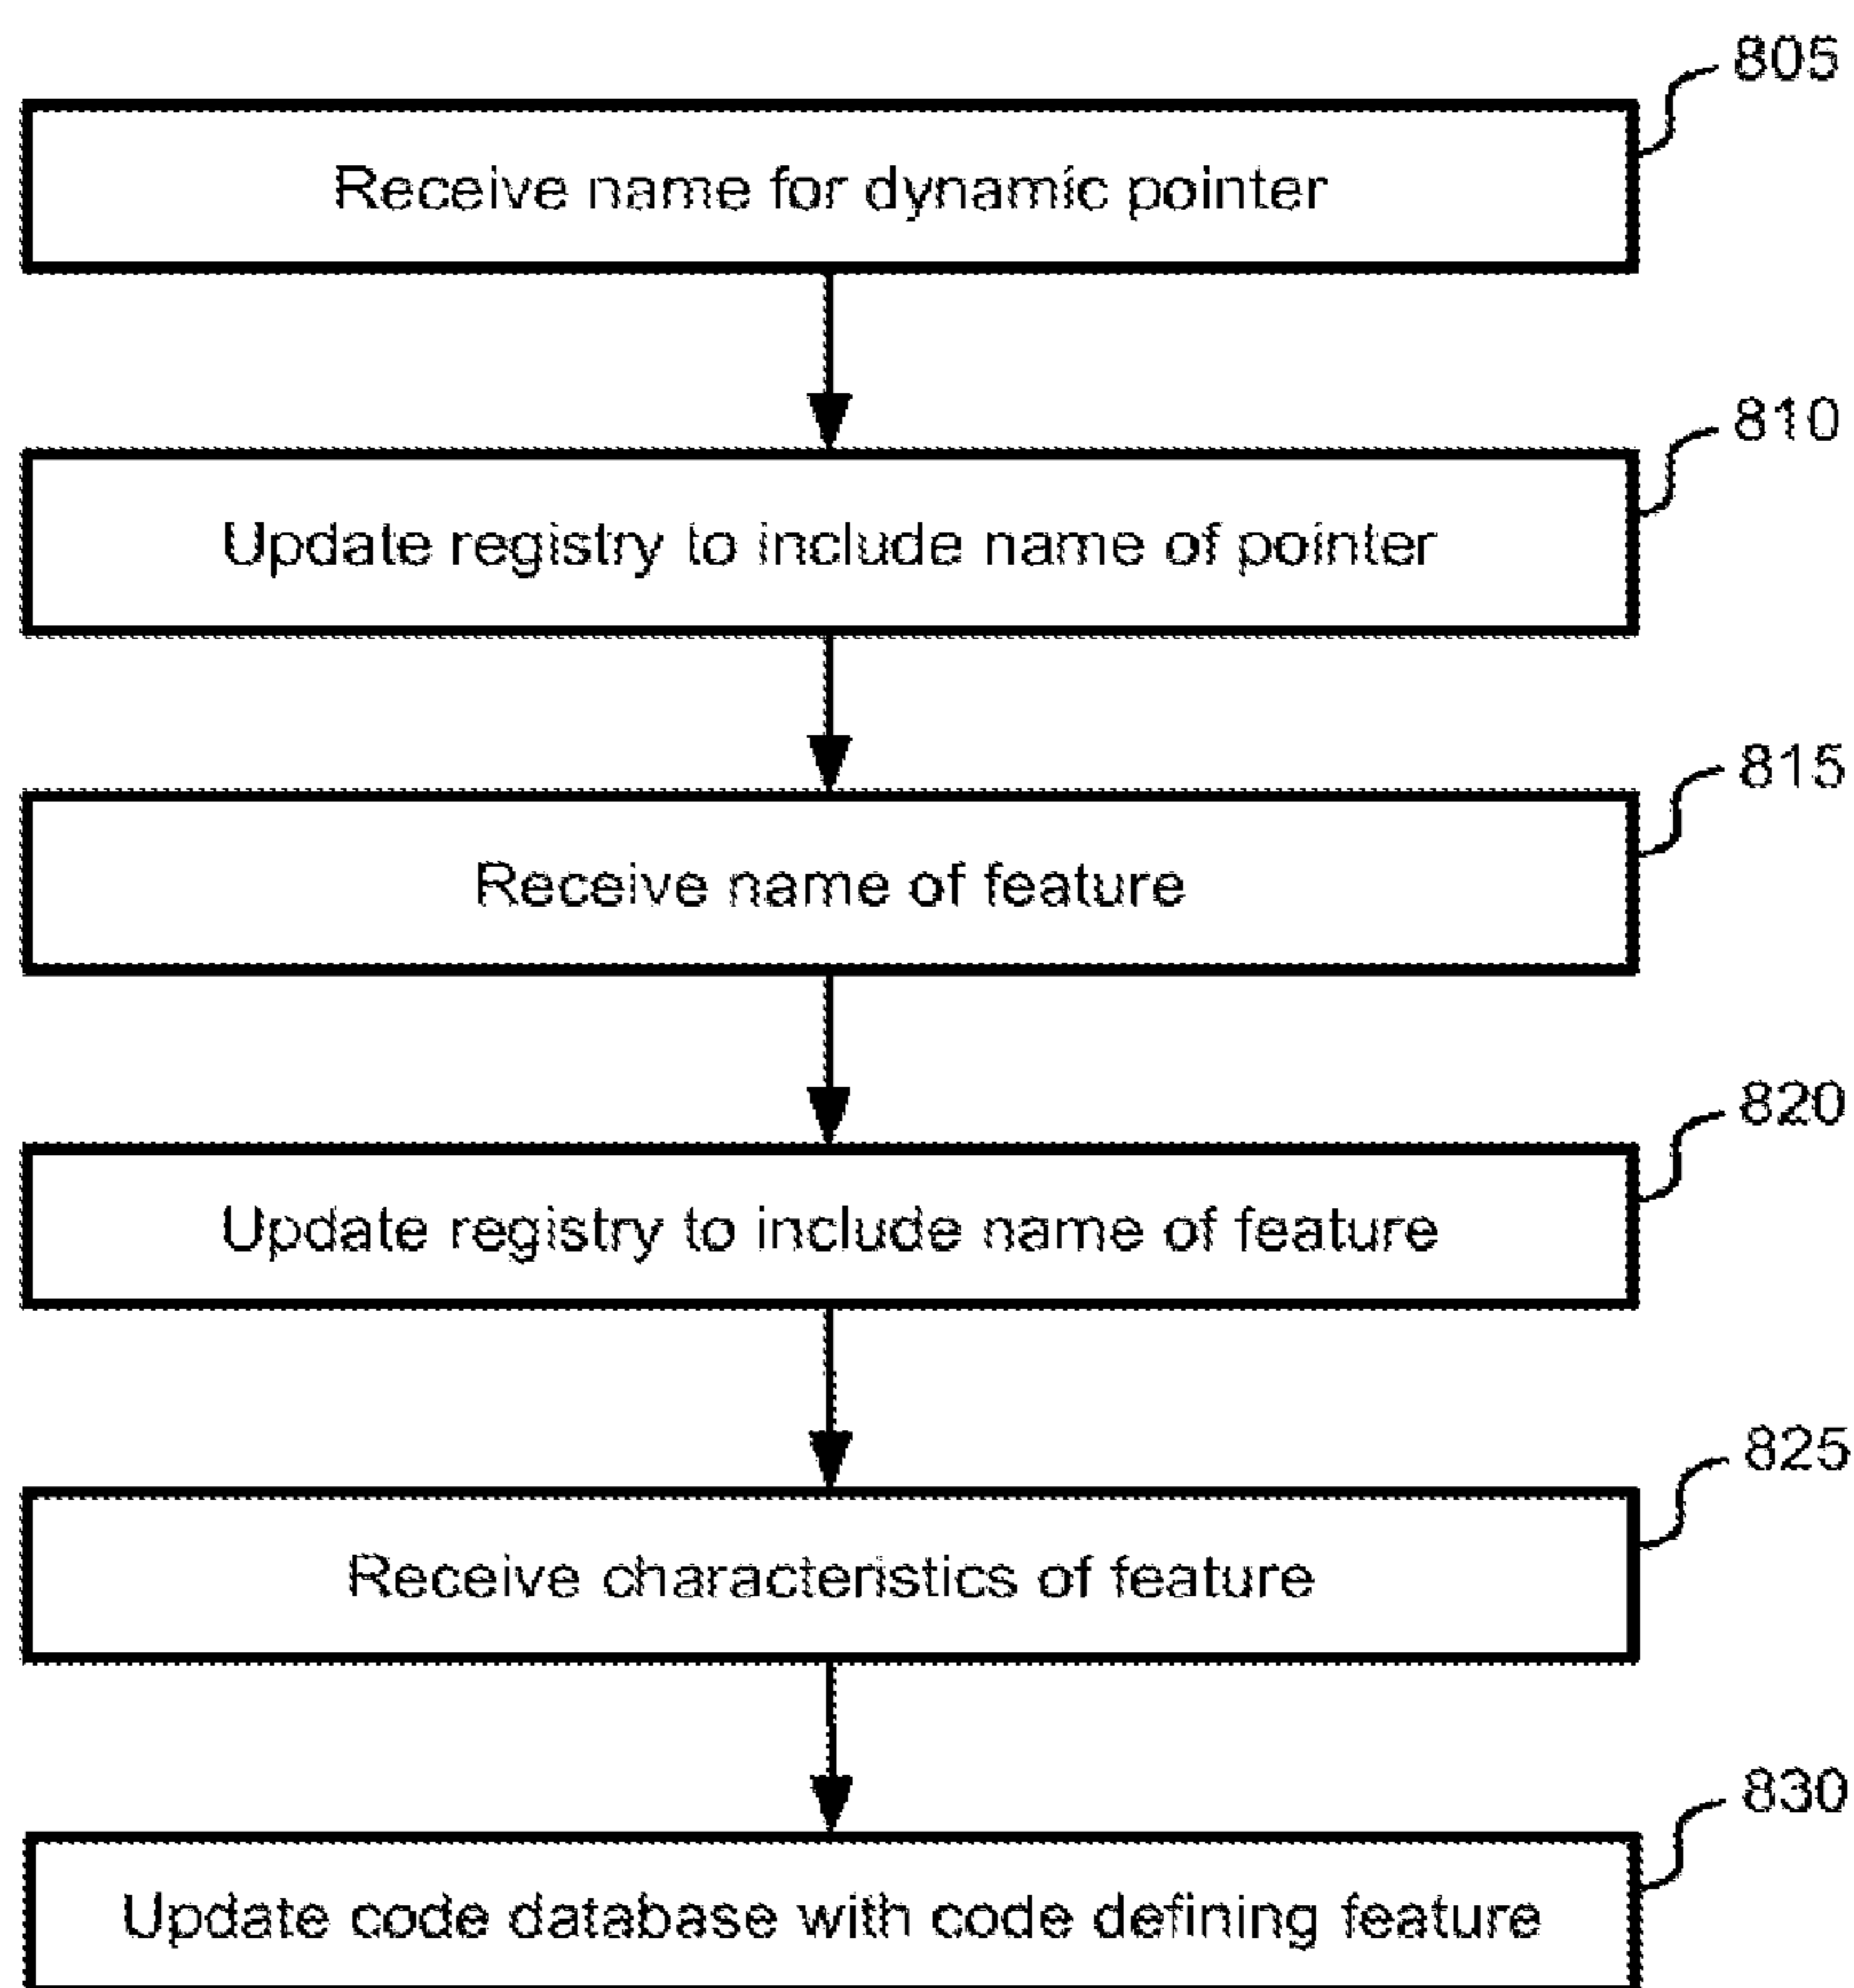 805
Receive name for dynamic pointer
810
Update registry to include name of pointer
815
Receive name of feature
820
Update registry to include name of feature
825
Receive characteristics of feature
830
Update code database with code defining feature